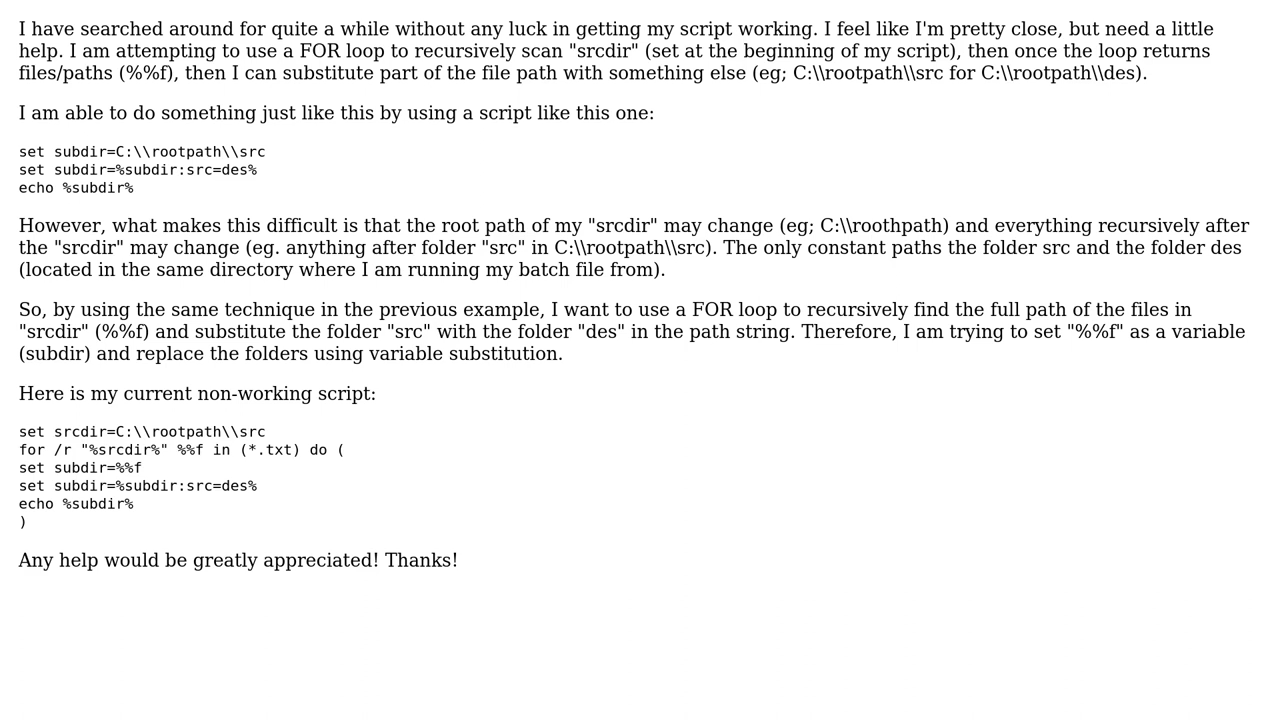 I have searched around for quite a while without any luck in getting my script working. I feel like I'm pretty close, but need a little
help. I am attempting to use a FOR loop to recursively scan "srcdir" (set at the beginning of my script), then once the loop returns
files/paths (%%f), then I can substitute part of the file path with something else (eg; C:\\rootpath\\src for C:\\rootpath\\des).
I am able to do something just like this by using a script like this one:
set subdir=C:\\rootpath\\src
set subdir=%subdir:src=des%
echo %subdir%
However, what makes this difficult is that the root path of my "srcdir" may change (eg; C:\\roothpath) and everything recursively after
the "srcdir" may change (eg. anything after folder "src" in C:\\rootpath\\src). The only constant paths the folder src and the folder des
(located in the same directory where I am running my batch file from).
So, by using the same technique in the previous example, I want to use a FOR loop to recursively find the full path of the files in
"srcdir" (%%f) and substitute the folder "src" with the folder "des" in the path string. Therefore, I am trying to set "%%f" as a variable
(subdir) and replace the folders using variable substitution.
Here is my current non-working script:
set srcdir=C:\\rootpath\\src
for /r "%srcdir%" %%f in (*.txt) do (
set subdir=%%f
set subdir=%subdir:src=des%
echo %subdir%
)
Any help would be greatly appreciated! Thanks!